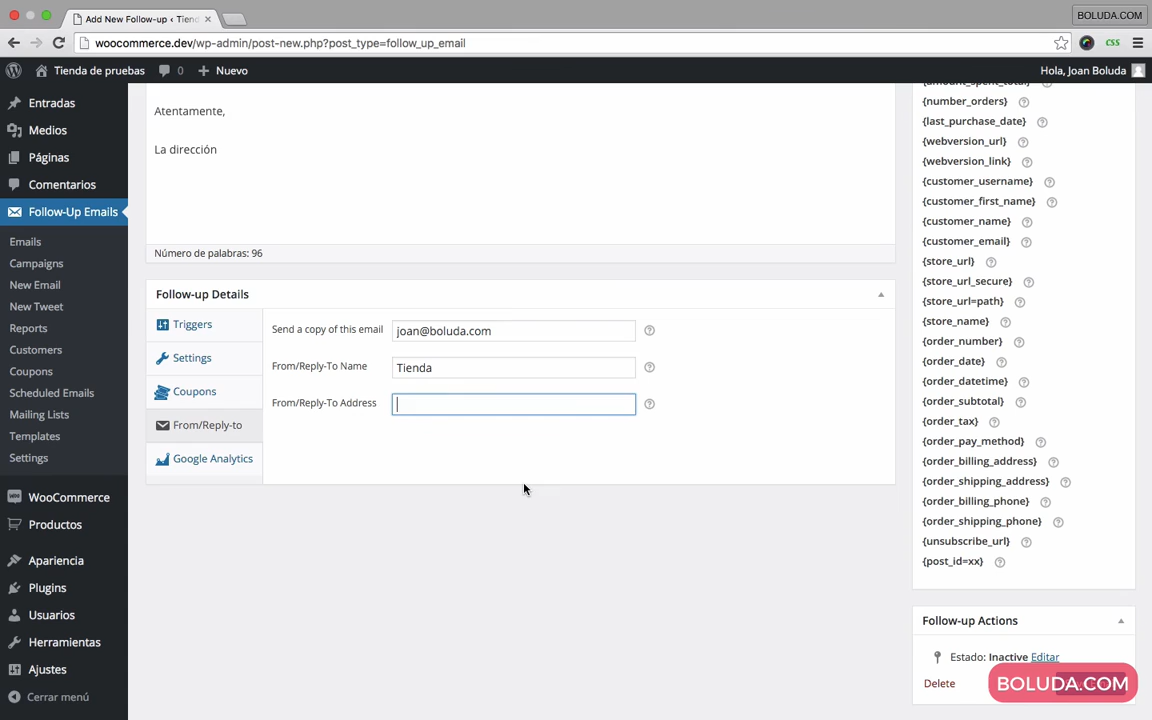 Add New Follow-up ‹ Tiend
BOLUDA.COM
woocommerce.dev/wp-admin/post-new.php?post_type=follow_up_email
CSS
Tienda de pruebas
0
Nuevo
Hola, Joan Boluda
Entradas
Medios
Páginas
Comentarios
Follow-Up Emails
Emails
Campaigns
New Email
New Tweet
Reports
Customers
Coupons
Scheduled Emails
Mailing Lists
Templates
Settings
WooCommerce
Productos
Apariencia
Plugins
Usuarios
Herramientas
Ajustes
Cerrar menú
Atentamente,
La dirección
Número de palabras: 96
Follow-up Details
Triggers
Settings
Coupons
From/Reply-to
Google Analytics
Send a copy of this email
joan@boluda.com
From/Reply-To Name
Tienda
From/Reply-To Address
{amount_spent_total}
{number_orders}
{last_purchase_date}
{webversion_url}
{webversion_link}
{customer_username}
{customer_first_name}
{customer_name}
{customer_email}
{store_url}
{store_url_secure}
{store_url=path}
{store_name}
{order_number}
{order_date}
{order_datetime}
{order_subtotal}
{order_tax}
{order_pay_method}
{order_billing_address}
{order_shipping_address}
{order_billing_phone}
{order_shipping_phone}
{unsubscribe_url}
{post_id=xx}
Follow-up Actions
Estado: Inactive Editar
Delete
BOLUDA.COM